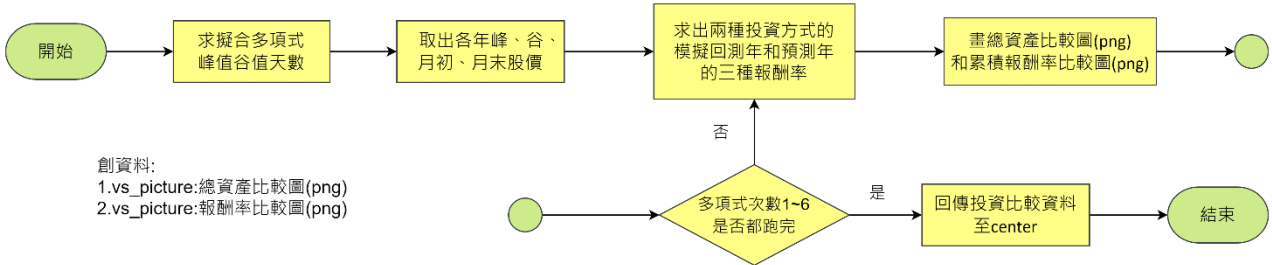 開始
求擬合多項式
峰值谷值天數
取出各年峰、谷、
月初、月末股價
求出兩種投資方式的
模擬回測年和預測年
的三種報酬率
畫總資產比較圖(png)
和累積報酬率比較圖(png)
否
創資料:
1.vs_picture:總資產比較圖(png)
2.vs_picture:報酬率比較圖(png)
多項式次數1~6
是否都跑完
是
回傳投資比較資料
至center
結束